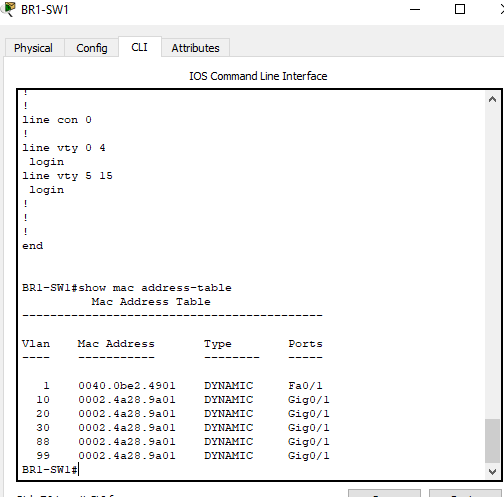 BR1-SW1
Physical Config CLI Attributes
IOS Command Line Interface
!
!
line con 0
!
line vty 0 4
login
line vty 5 15
login
!
!
!
end
BR1-SW1#show mac address-table
Mac Address Table
-------------------------------------------
Vlan Mac Address Type Ports
---- ----------- -------- -----
1 0040.0be2.4901 DYNAMIC Fa0/1
10 0002.4a28.9a01 DYNAMIC Gig0/1
20 0002.4a28.9a01 DYNAMIC Gig0/1
30 0002.4a28.9a01 DYNAMIC Gig0/1
88 0002.4a28.9a01 DYNAMIC Gig0/1
99 0002.4a28.9a01 DYNAMIC Gig0/1
BR1-SW1#